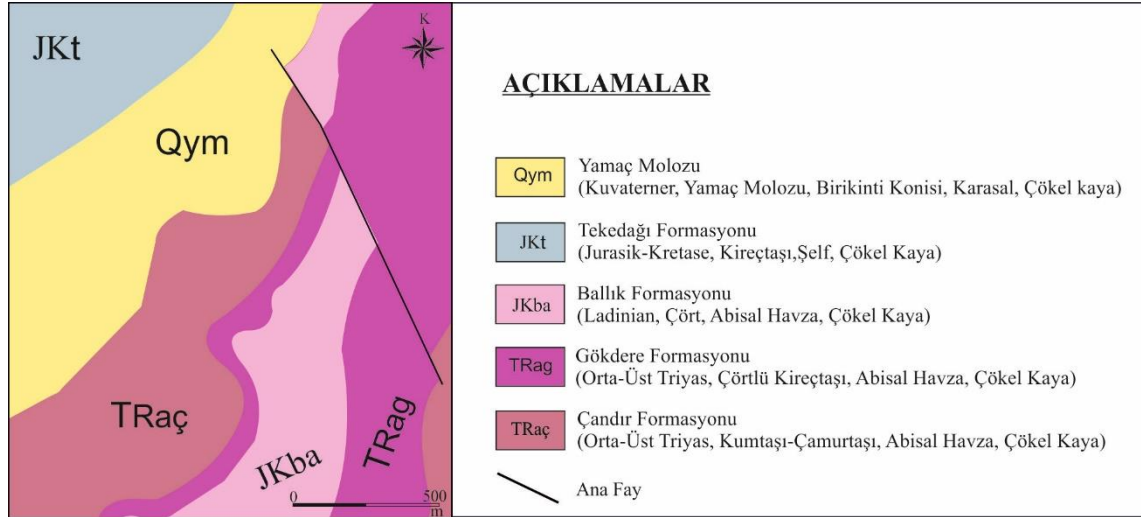 JKt
K
Qym
TRaç
JKba
TRag
0 500
m
AÇIKLAMALAR
Qym
Yamaç Molozu
(Kuvaterner, Yamaç Molozu, Birikinti Konisi, Karasal, Çökel kaya)
JKt
Tekedağı Formasyonu
(Jurasik-Kretase, Kireçtaşı,Şelf, Çökel Kaya)
JKba
Ballık Formasyonu
(Ladinian, Çört, Abisal Havza, Çökel Kaya)
TRag
Gökdere Formasyonu
(Orta-Üst Triyas, Çörtlü Kireçtaşı, Abisal Havza, Çökel Kaya)
TRaç
Çandır Formasyonu
(Orta-Üst Triyas, Kumtaşı-Çamurtaşı, Abisal Havza, Çökel Kaya)
Ana Fay